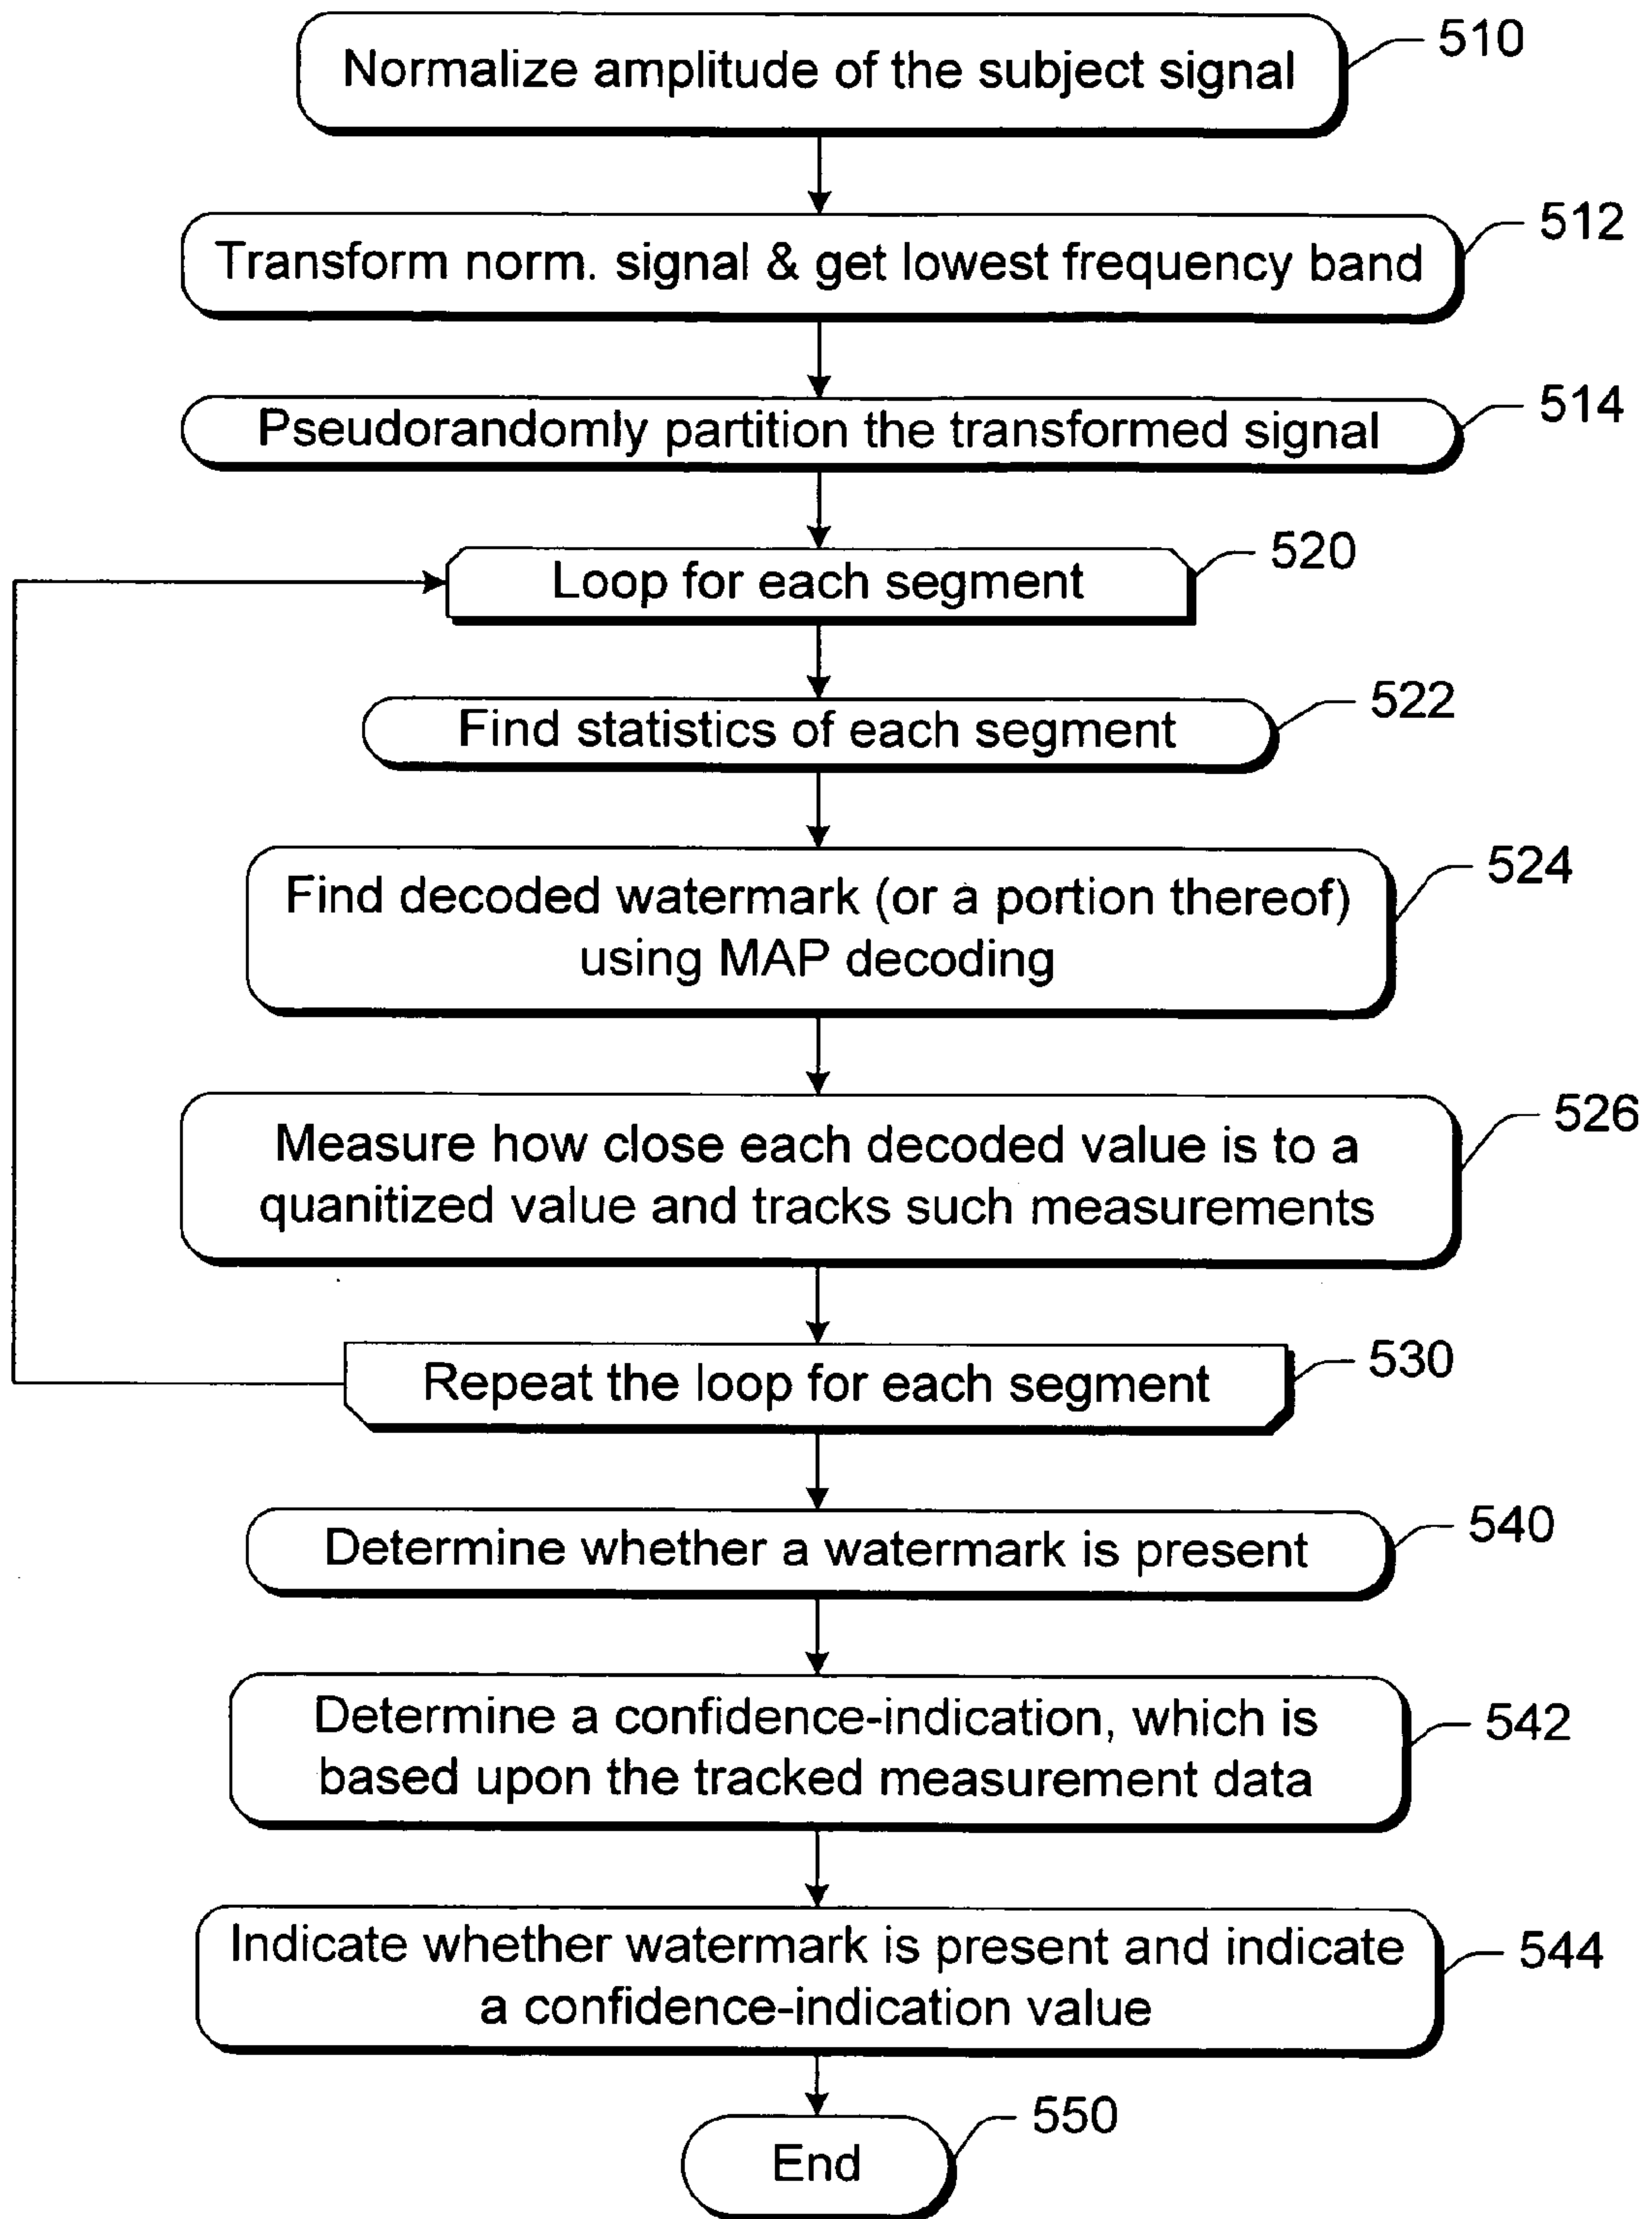 Normalize amplitude of the subject signal
510
Transform norm. signal & get lowest frequency band
512
Pseudorandomly partition the transformed signal
514
Loop for each segment
520
Find statistics of each segment
522
Find decoded watermark (or a portion thereof)
using MAP decoding
524
Measure how close each decoded value is to a
quanitized value and tracks such measurements
526
Repeat the loop for each segment
530
Determine whether a watermark is present
540
Determine a confidence-indication, which is
based upon the tracked measurement data
542
Indicate whether watermark is present and indicate
a confidence-indication value
544
End
550